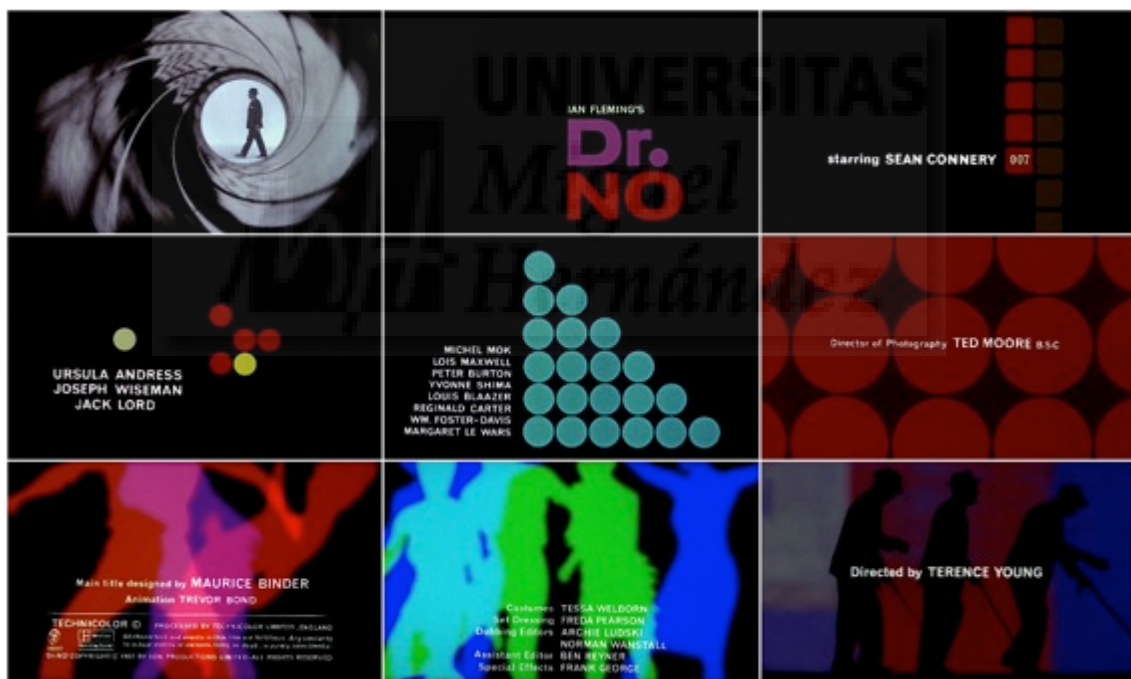 UNIVERSITAS
Miguel
Hernández
IAN FLEMING'S
Dr.
NO
starring SEAN CONNERY 007
URSULA ANDRESS
JOSEPH WISEMAN
JACK LORD
MICHEL MOK
LOIS MAXWELL
PETER BURTON
YVONNE SHIMA
LOUIS BLAAZER
REGINALD CARTER
WM. FOSTER-DAVIS
MARGARET LE WARS
Director of Photography TED MOORE B.S.C
Main title designed by MAURICE BINDER
Animation TREVOR BOND
TECHNICOLOR ©
Costumes TESSA WELBORN
Set Dressing FREDA PEARSON
Dubbing Editors ARCHIE LUDSKI
NORMAN WANSTALL
Assistant Editor BEN REYNER
Special Effects FRANK GEORGE
Directed by TERENCE YOUNG